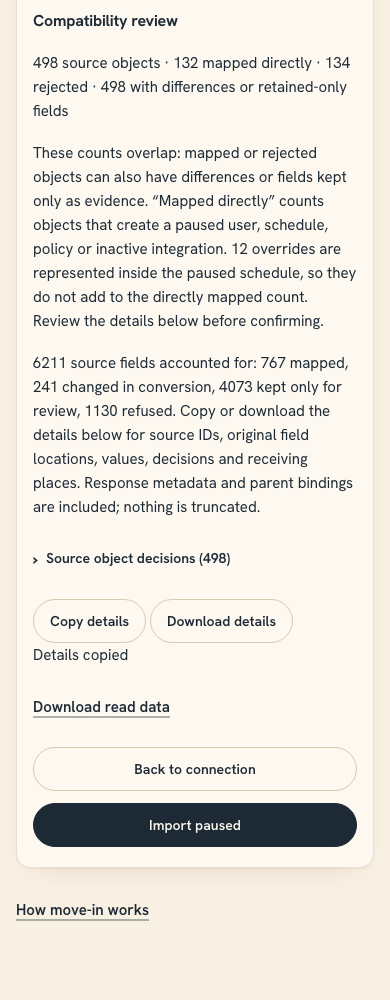 Compatibility review
498 source objects · 132 mapped directly · 134
rejected · 498 with differences or retained-only
fields
These counts overlap: mapped or rejected
objects can also have differences or fields kept
only as evidence. “Mapped directly” counts
objects that create a paused user, schedule,
policy or inactive integration. 12 overrides are
represented inside the paused schedule, so they
do not add to the directly mapped count.
Review the details below before confirming.
6211 source fields accounted for: 767 mapped,
241 changed in conversion, 4073 kept only for
review, 1130 refused. Copy or download the
details below for source IDs, original field
locations, values, decisions and receiving
places. Response metadata and parent bindings
are included; nothing is truncated.
Source object decisions (498)
Copy details Download details
Details copied
Download read data
Back to connection
Import paused
How move-in works